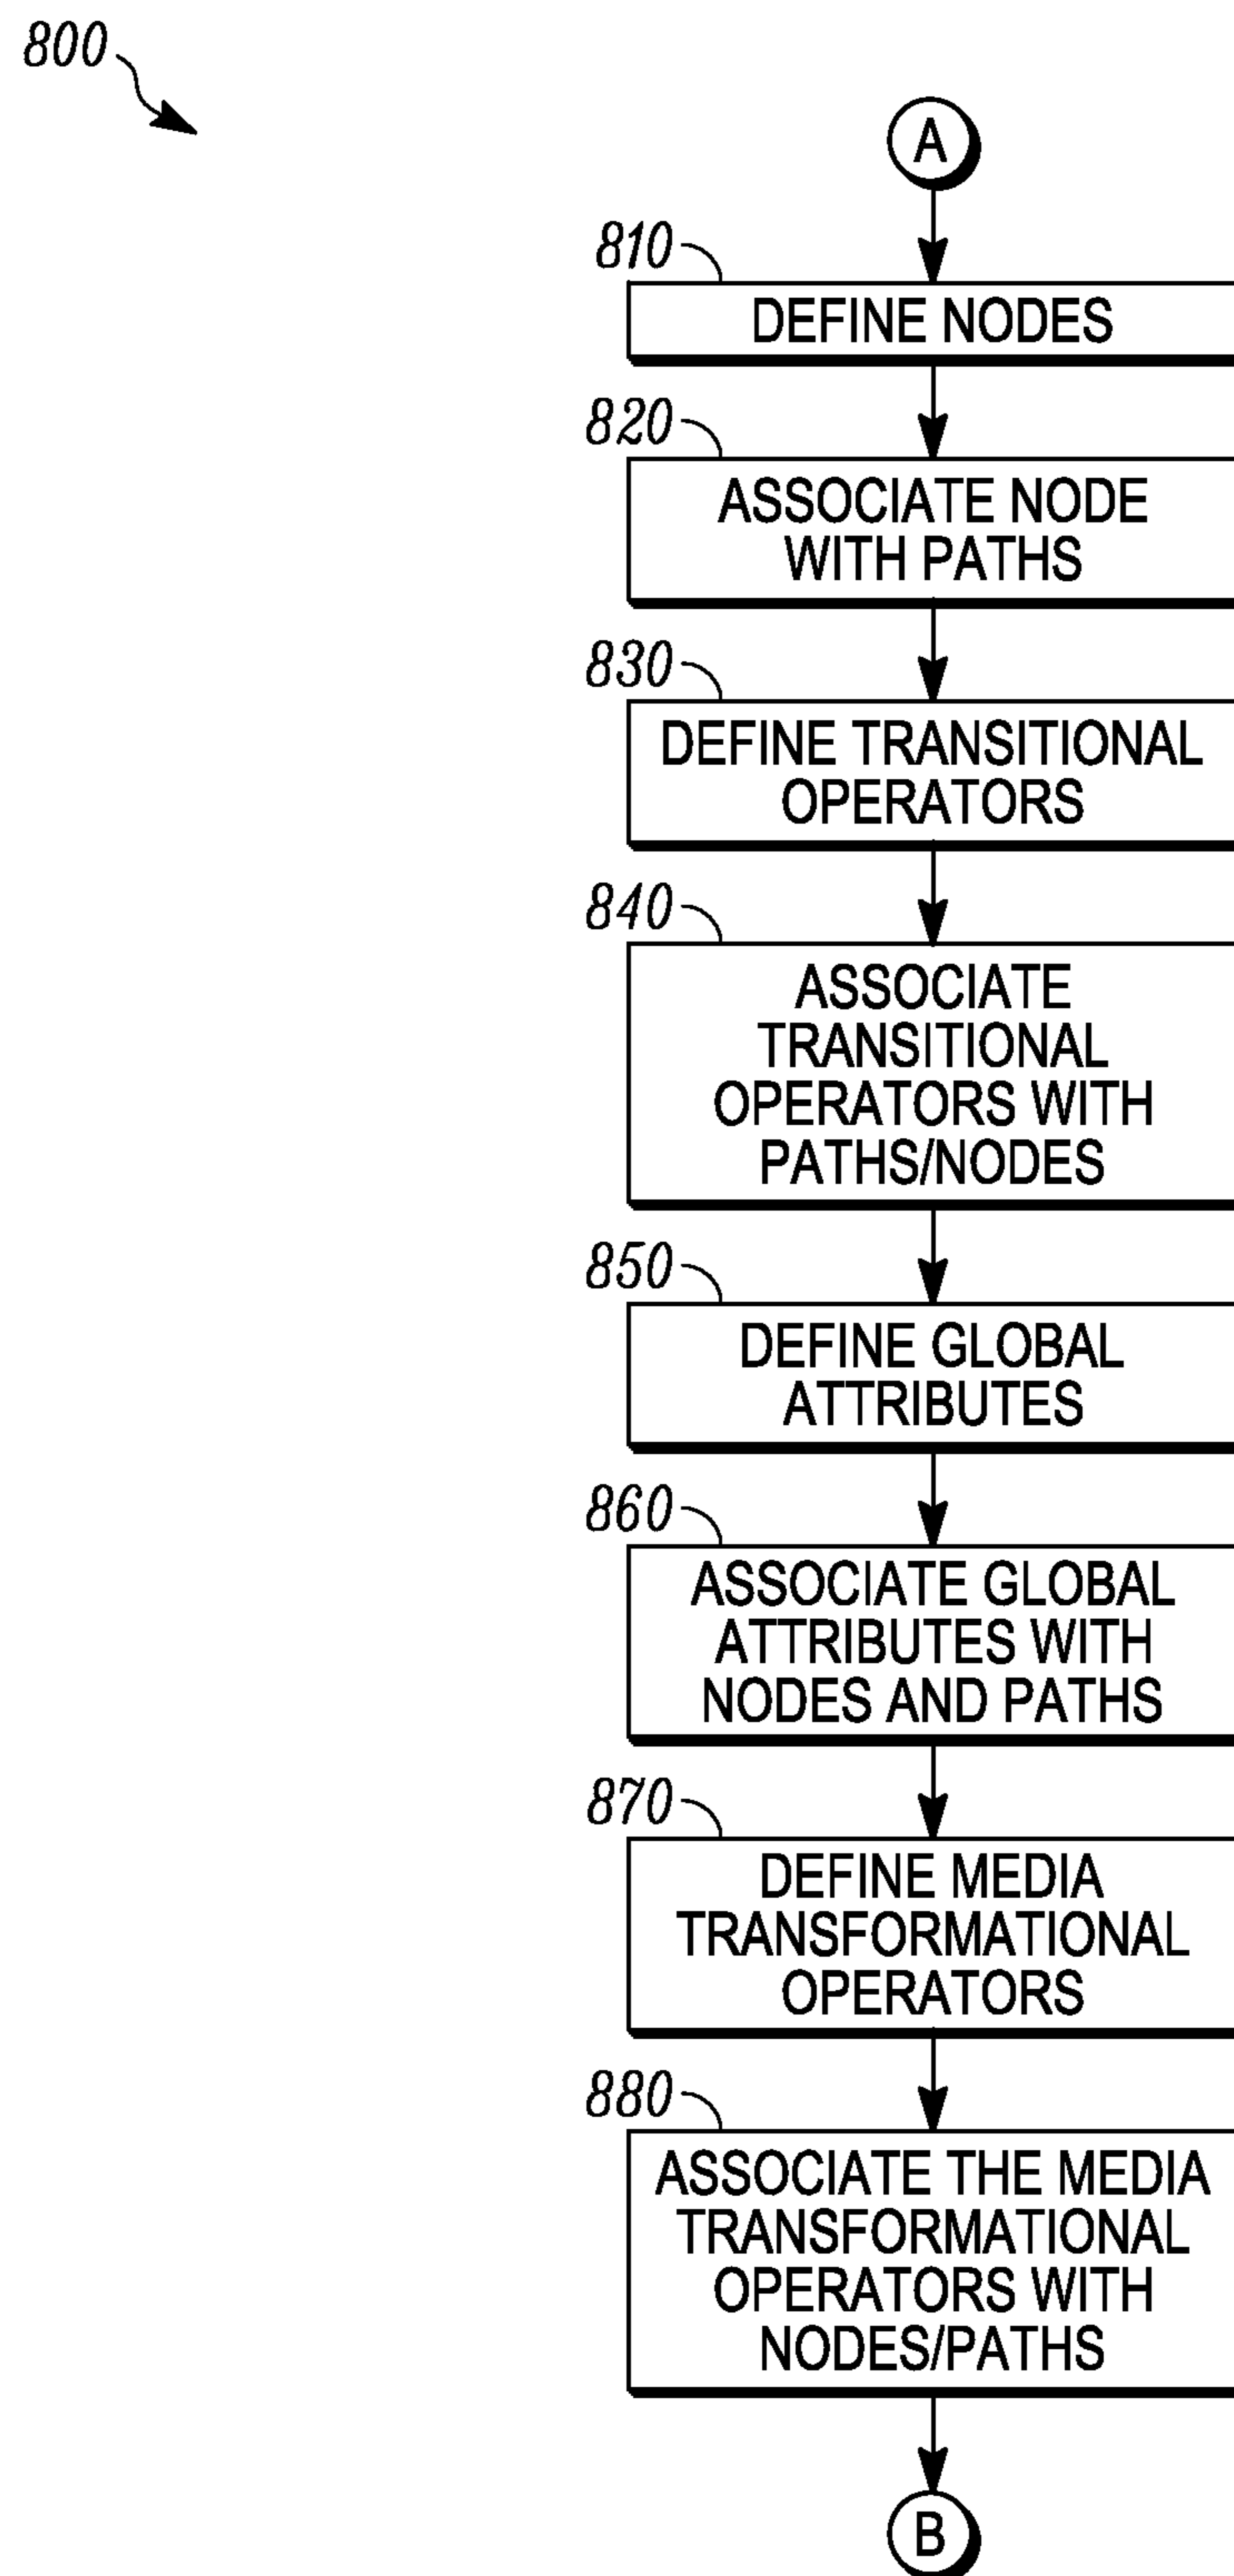 800
A
810
DEFINE NODES
820
ASSOCIATE NODE
WITH PATHS
830
DEFINE TRANSITIONAL
OPERATORS
840
ASSOCIATE
TRANSITIONAL
OPERATORS WITH
PATHS/NODES
850
DEFINE GLOBAL
ATTRIBUTES
860
ASSOCIATE GLOBAL
ATTRIBUTES WITH
NODES AND PATHS
870
DEFINE MEDIA
TRANSFORMATIONAL
OPERATORS
880
ASSOCIATE THE MEDIA
TRANSFORMATIONAL
OPERATORS WITH
NODES/PATHS
B